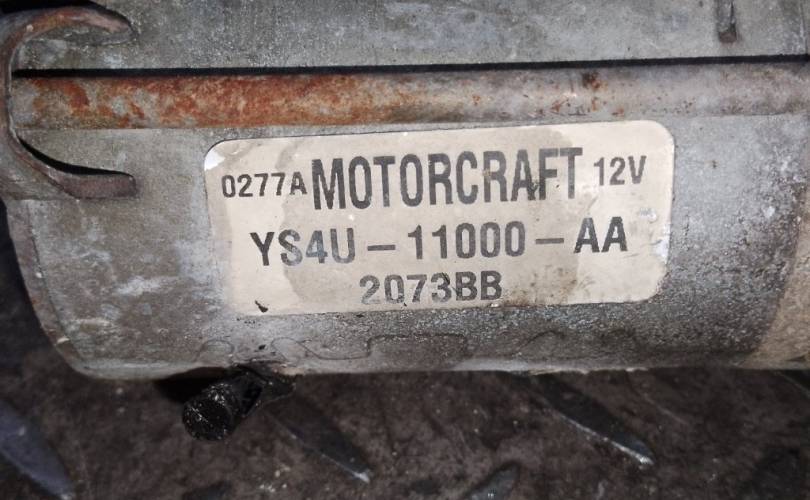 0277A MOTORCRAFT 12V
YS4U-11000-AA
2073BB